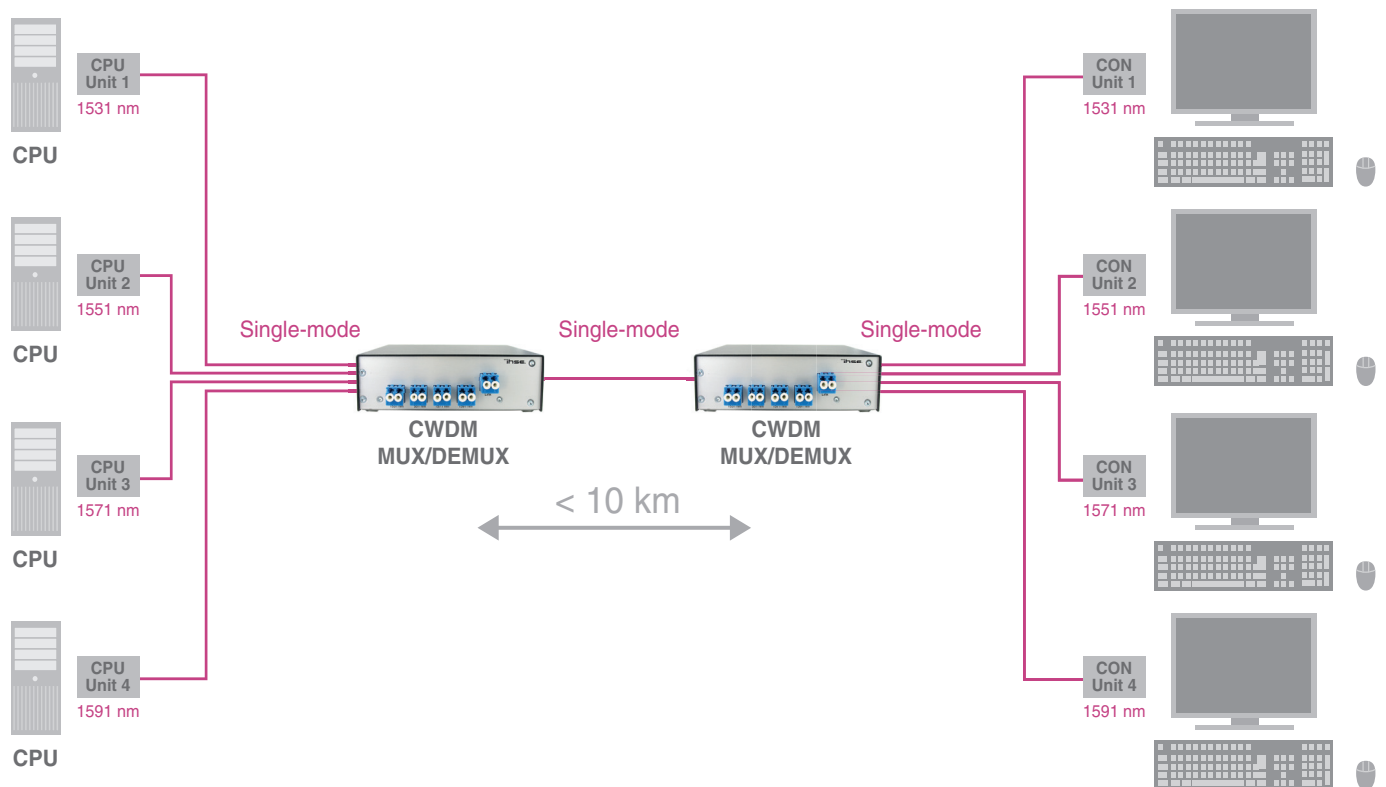 CPU
Unit 1
1531 nm
CPU
CPU
Unit 2
1551 nm
CPU
CPU
Unit 3
1571 nm
CPU
CPU
Unit 4
1591 nm
CPU
Single-mode
Single-mode
Single-mode
ihse
ihse
CWDM
MUX/DEMUX
CWDM
MUX/DEMUX
< 10 km
CON
Unit 1
1531 nm
CON
Unit 2
1551 nm
CON
Unit 3
1571 nm
CON
Unit 4
1591 nm